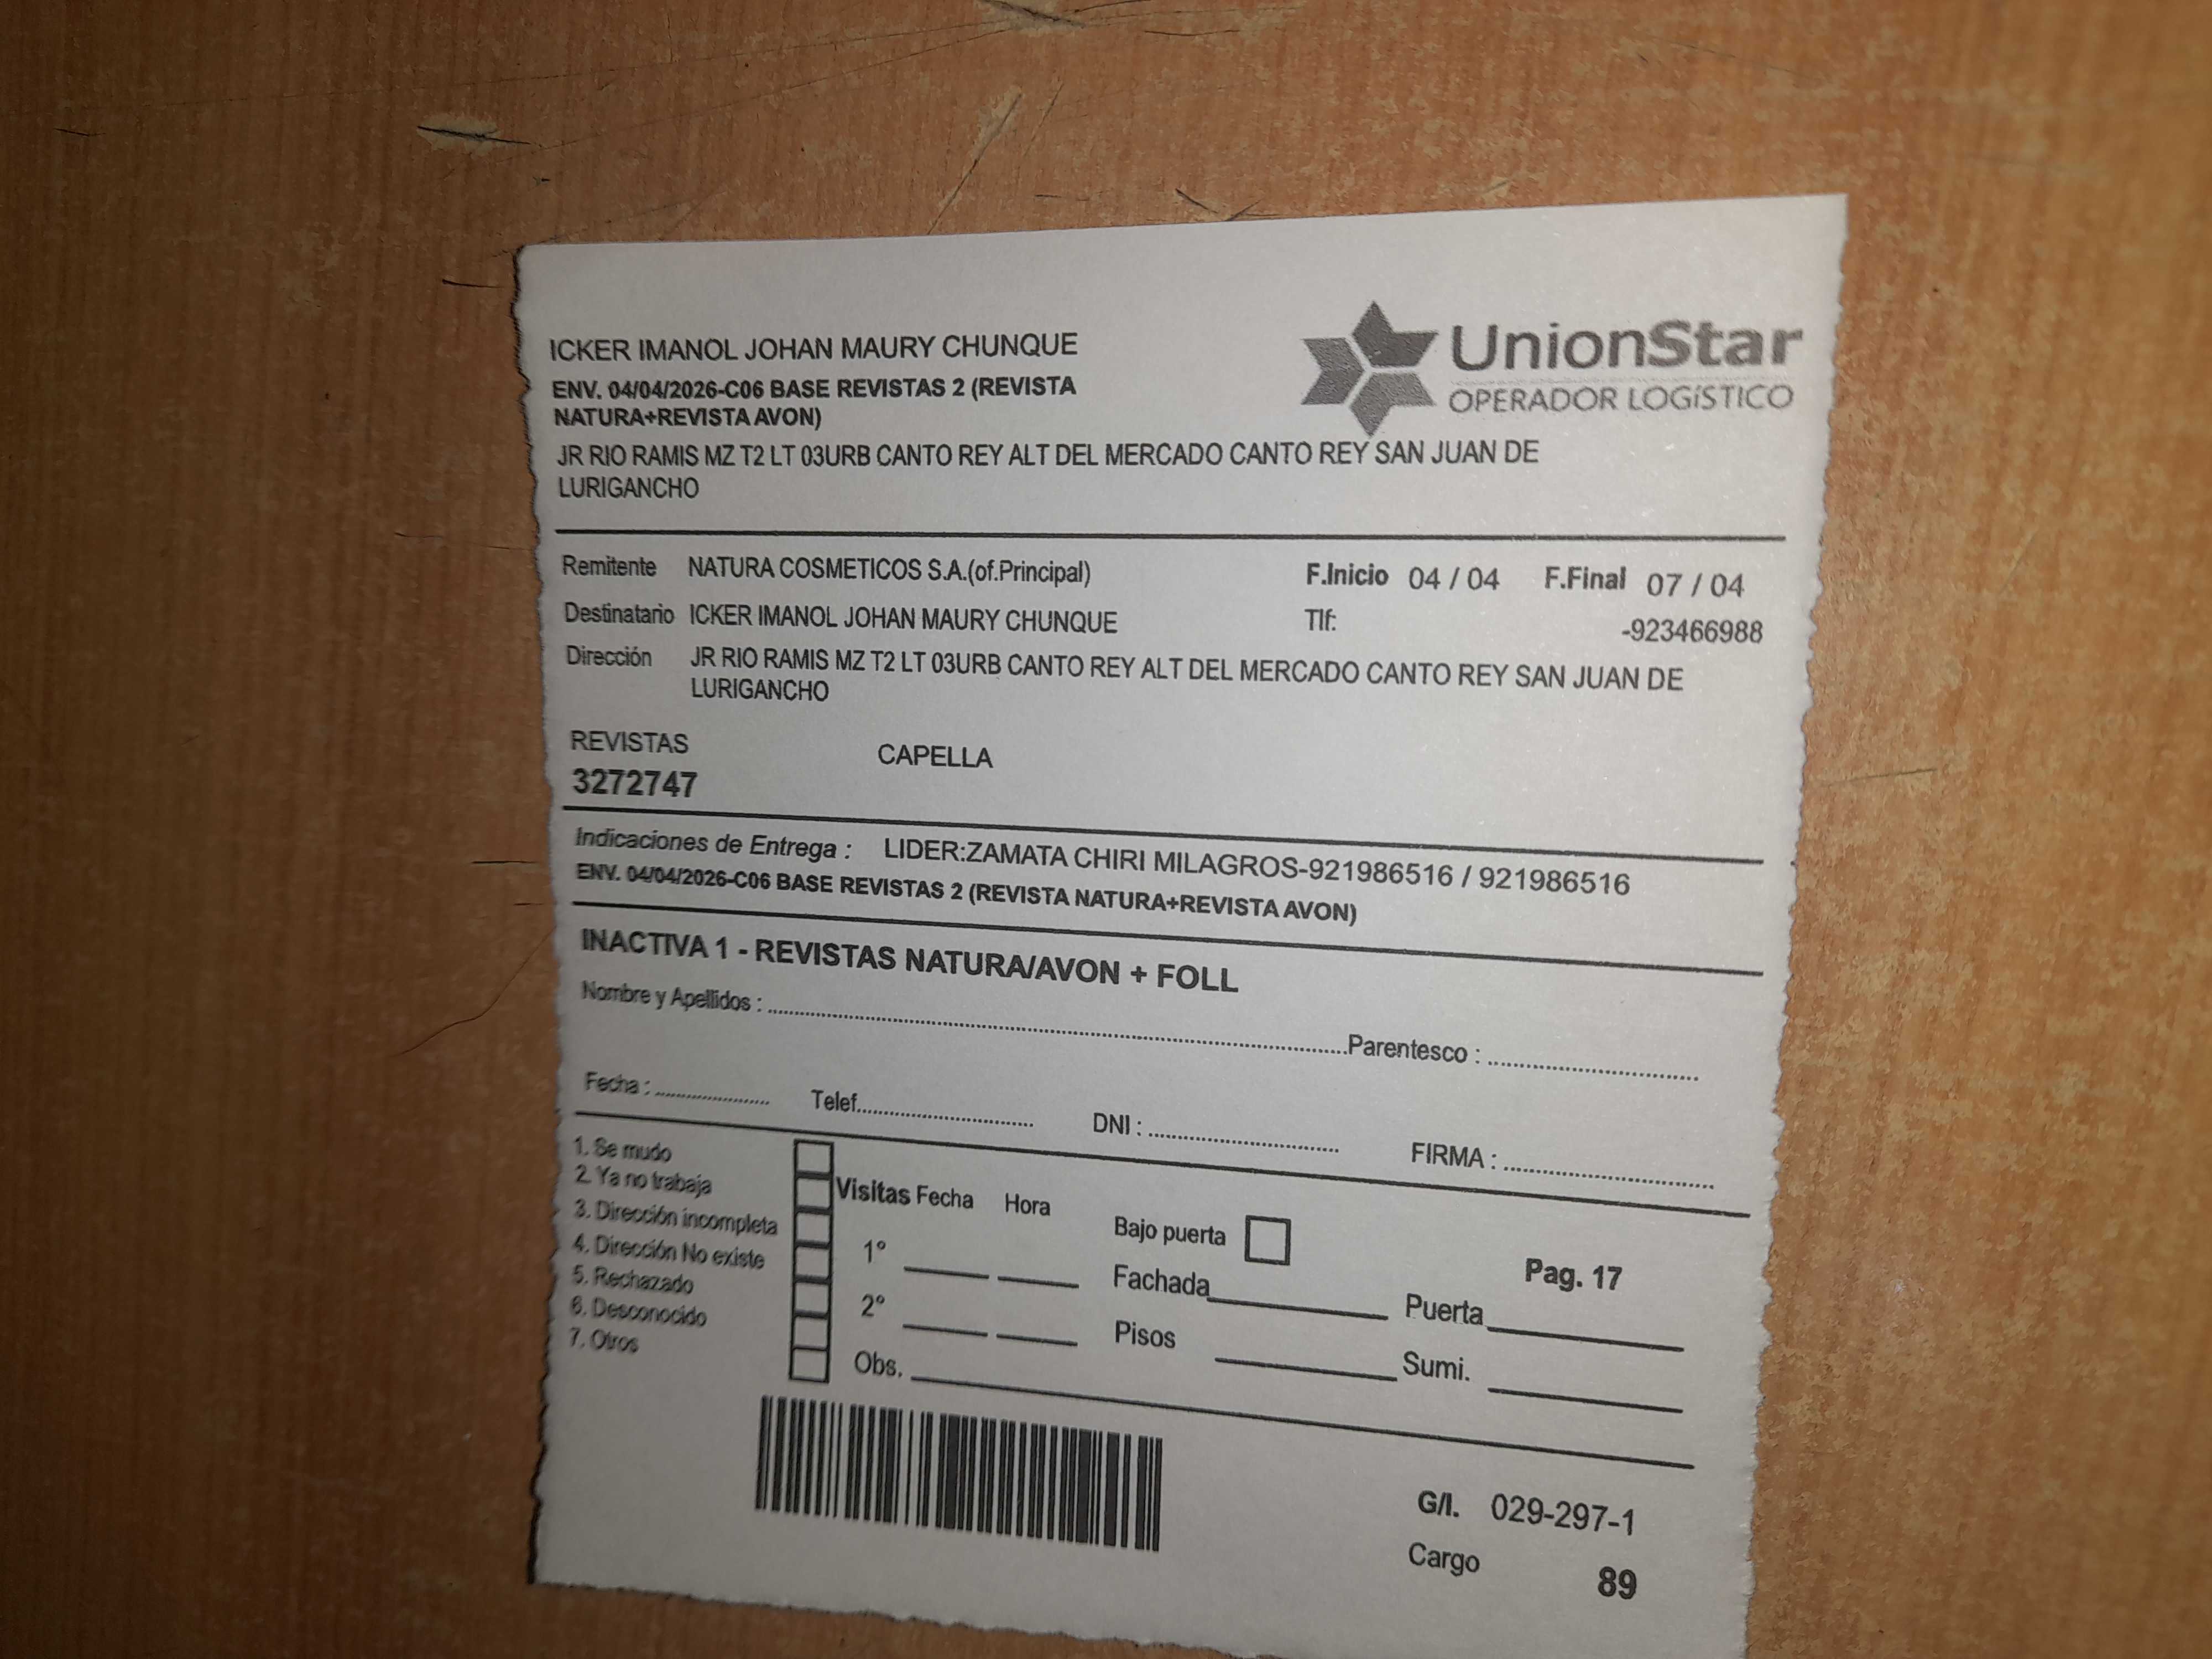 ICKER IMANOL JOHAN MAURY CHUNQUE
ENV. 04/04/2026-C06 BASE REVISTAS 2 (REVISTA
NATURA+REVISTA AVON)
UnionStar
OPERADOR LOGíSTICO
JR RIO RAMIS MZ T2 LT 03URB CANTO REY ALT DEL MERCADO CANTO REY SAN JUAN DE
LURIGANCHO
Remitente NATURA COSMETICOS S.A.(of.Principal) F.Inicio 04 / 04 F.Final 07 / 04
Destinatario ICKER IMANOL JOHAN MAURY CHUNQUE Tlf: -923466988
Dirección JR RIO RAMIS MZ T2 LT 03URB CANTO REY ALT DEL MERCADO CANTO REY SAN JUAN DE
LURIGANCHO
REVISTAS CAPELLA
3272747
Indicaciones de Entrega : LIDER:ZAMATA CHIRI MILAGROS-921986516 / 921986516
ENV. 04/04/2026-C06 BASE REVISTAS 2 (REVISTA NATURA+REVISTA AVON)
INACTIVA 1 - REVISTAS NATURA/AVON + FOLL
Nombre y Apellidos : Parentesco :
Fecha : Telef. DNI : FIRMA :
1. Se mudo
2. Ya no trabaja
3. Dirección incompleta
4. Dirección No existe
5. Rechazado
6. Desconocido
7. Otros
Visitas Fecha Hora
1°
2°
Obs.
Bajo puerta
Fachada
Pisos
Pag. 17
Puerta
Sumi.
G/I. 029-297-1
Cargo 89